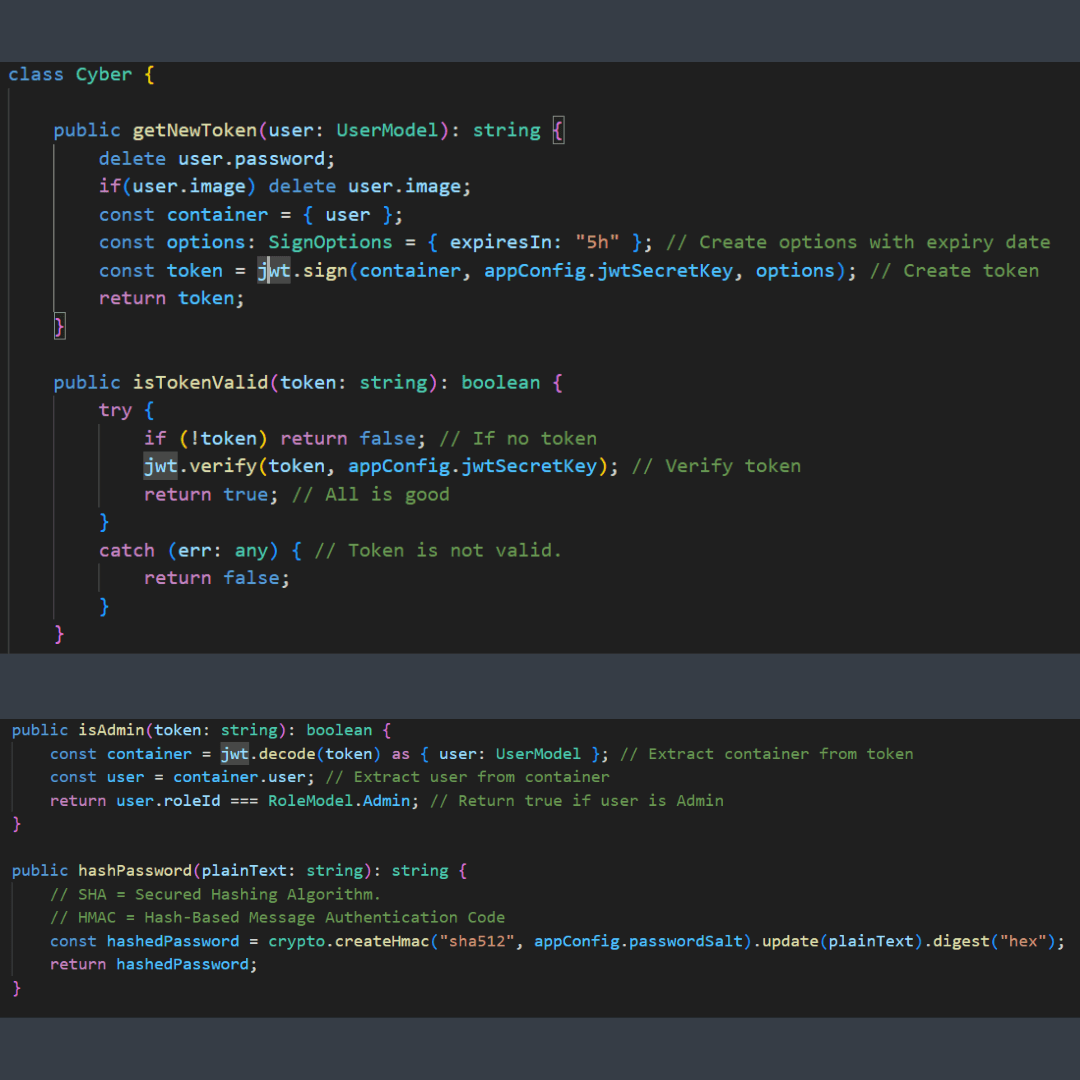 class Cyber {
public getNewToken(user: UserModel): string {
delete user.password;
if(user.image) delete user.image;
const container = { user };
const options: SignOptions = { expiresIn: "5h" }; // Create options with expiry date
const token = jwt.sign(container, appConfig.jwtSecretKey, options); // Create token
return token;
}
public isTokenValid(token: string): boolean {
try {
if (!token) return false; // If no token
jwt.verify(token, appConfig.jwtSecretKey); // Verify token
return true; // All is good
}
catch (err: any) { // Token is not valid.
return false;
}
}
public isAdmin(token: string): boolean {
const container = jwt.decode(token) as { user: UserModel }; // Extract container from token
const user = container.user; // Extract user from container
return user.roleId === RoleModel.Admin; // Return true if user is Admin
}
public hashPassword(plainText: string): string {
// SHA = Secured Hashing Algorithm.
// HMAC = Hash-Based Message Authentication Code
const hashedPassword = crypto.createHmac("sha512", appConfig.passwordSalt).update(plainText).digest("hex");
return hashedPassword;
}